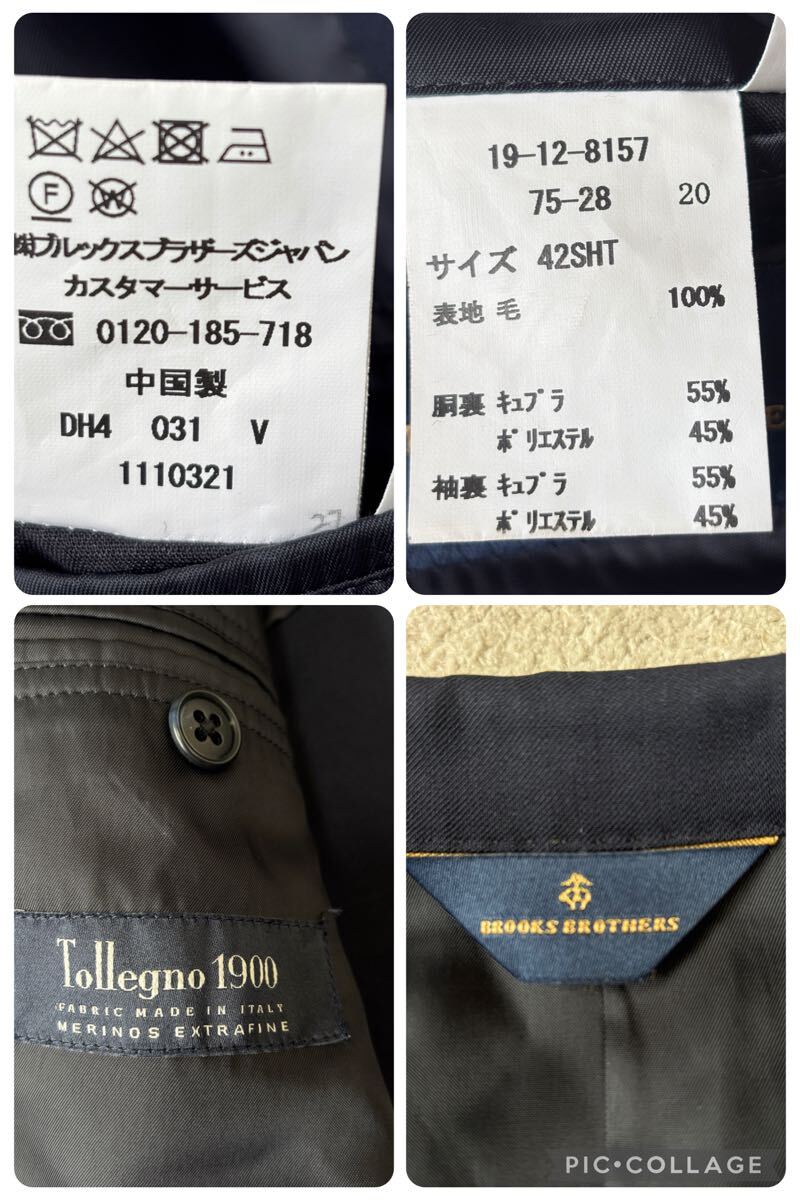 F W
㈱ブルックスブラザーズジャパン
カスタマーサービス
0120-185-718
中国製
DH4 031 V
1110321
27
19-12-8157
75-28 20
サイズ 42SHT
表地 毛 100%
胴裏 キュプラ 55%
ポリエステル 45%
袖裏 キュプラ 55%
ポリエステル 45%
Tollegno 1900
FABRIC MADE IN ITALY
MERINOS EXTRAFINE
BROOKS BROTHERS
PIC•COLLAGE